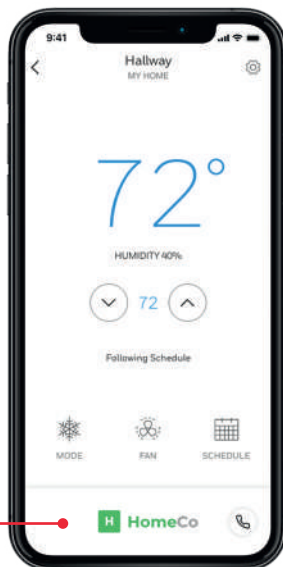 9:41
Hallway
MY HOME
72°
HUMIDITY 40%
72
Following Schedule
MODE FAN SCHEDULE
H HomeCo